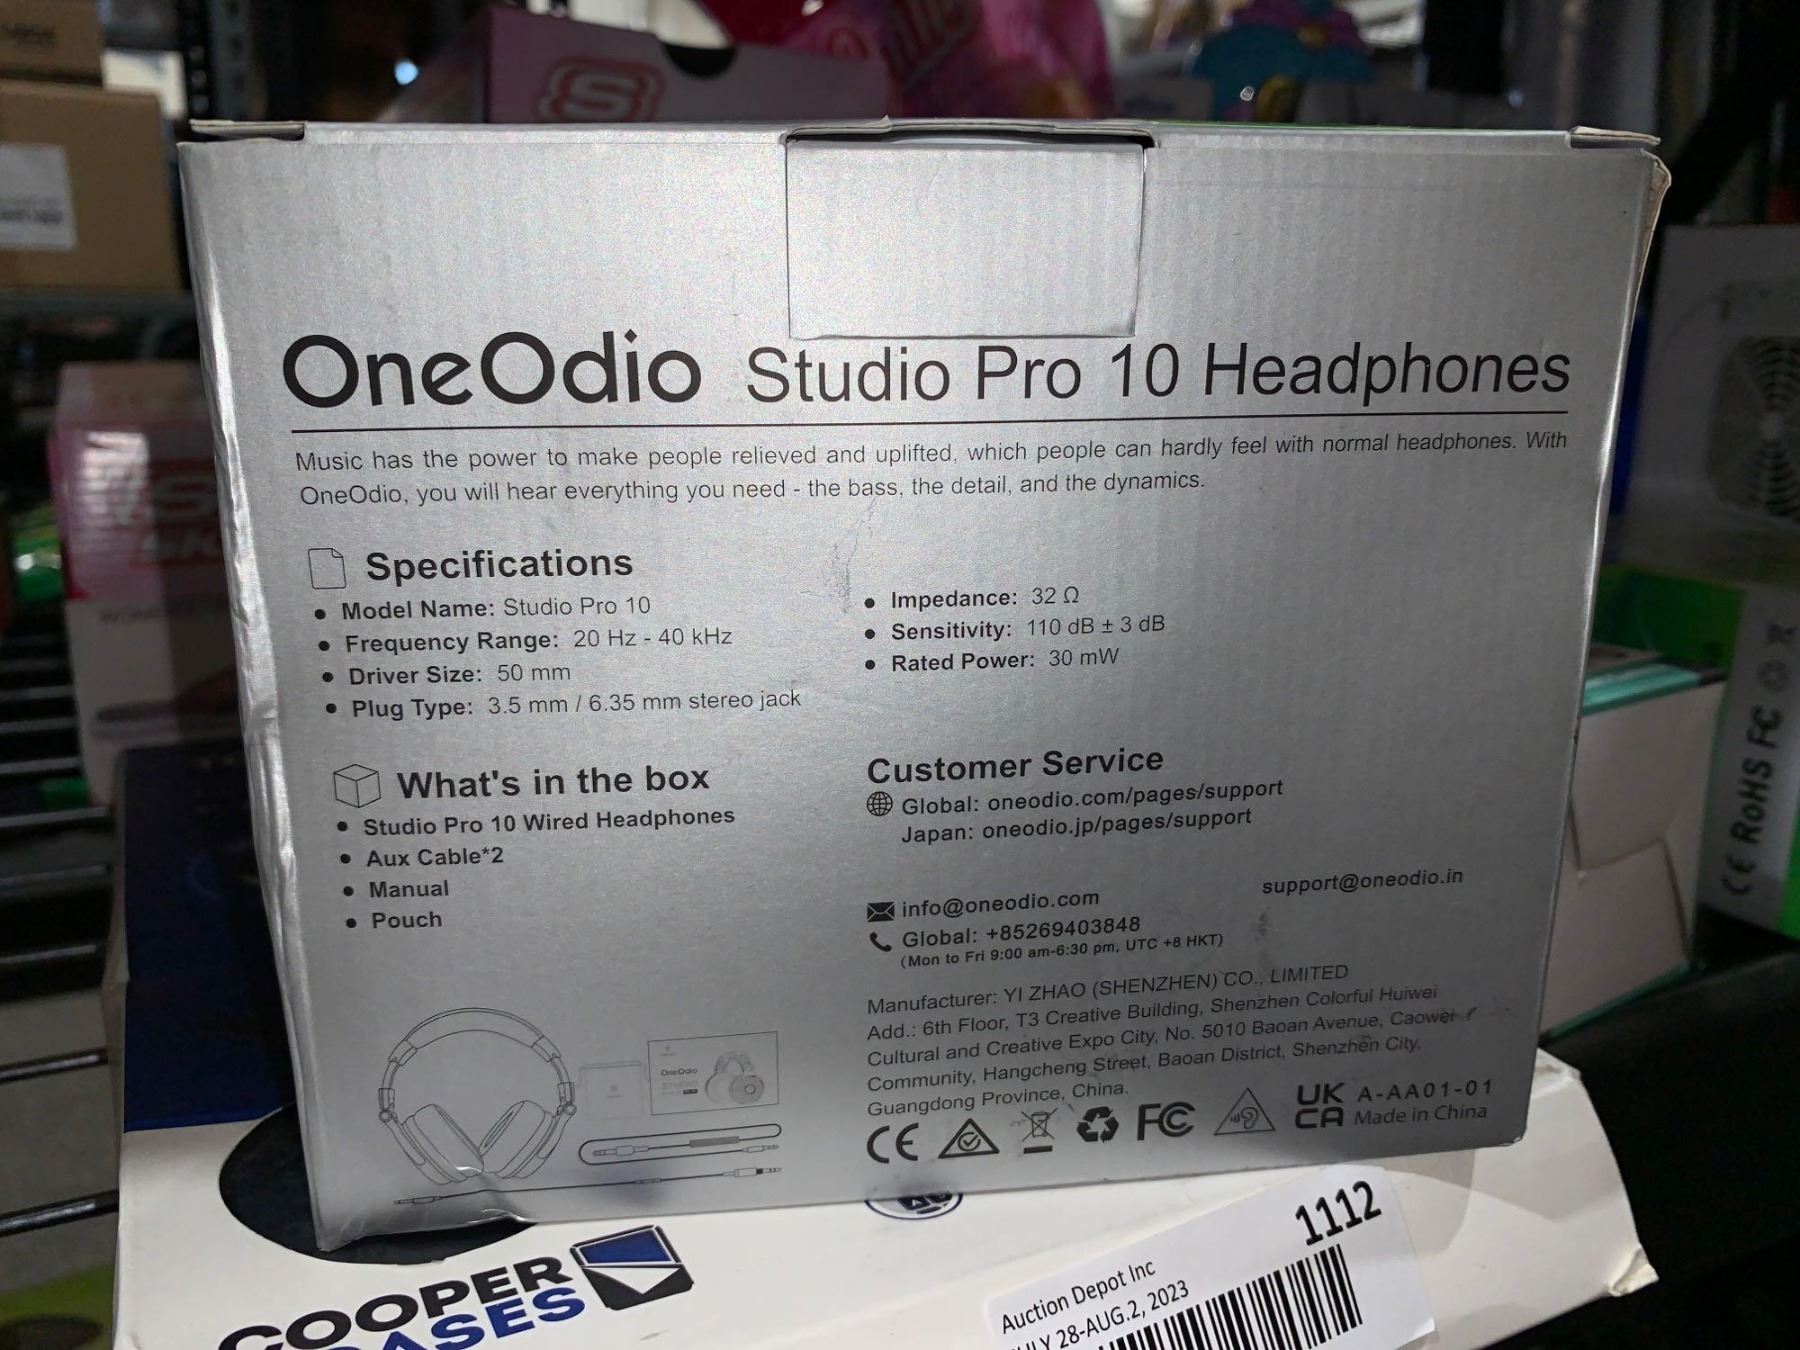 OneOdio Studio Pro 10 Headphones
Music has the power to make people relieved and uplifted, which people can hardly feel with normal headphones. With
OneOdio, you will hear everything you need - the bass, the detail, and the dynamics.
Specifications
• Model Name: Studio Pro 10
• Frequency Range: 20 Hz - 40 kHz
• Driver Size: 50 mm
• Plug Type: 3.5 mm / 6.35 mm stereo jack
• Impedance: 32 Ω
• Sensitivity: 110 dB ± 3 dB
• Rated Power: 30 mW
What's in the box
• Studio Pro 10 Wired Headphones
• Aux Cable*2
• Manual
• Pouch
Customer Service
Global: oneodio.com/pages/support
Japan: oneodio.jp/pages/support
info@oneodio.com
support@oneodio.in
Global: +85269403848
(Mon to Fri 9:00 am-6:30 pm, UTC +8 HKT)
Manufacturer: YI ZHAO (SHENZHEN) CO., LIMITED
Add.: 6th Floor, T3 Creative Building, Shenzhen Colorful Huiwei
Cultural and Creative Expo City, No. 5010 Baoan Avenue, Caowei
Community, Hangcheng Street, Baoan District, Shenzhen City,
Guangdong Province, China.
CE FC UK CA A-AA01-01
Made in China
OneOdio
STUDIO
COOPER
CASES
1112
Auction Depot Inc
JULY 28-AUG.2, 2023
S
CE RoHS FC